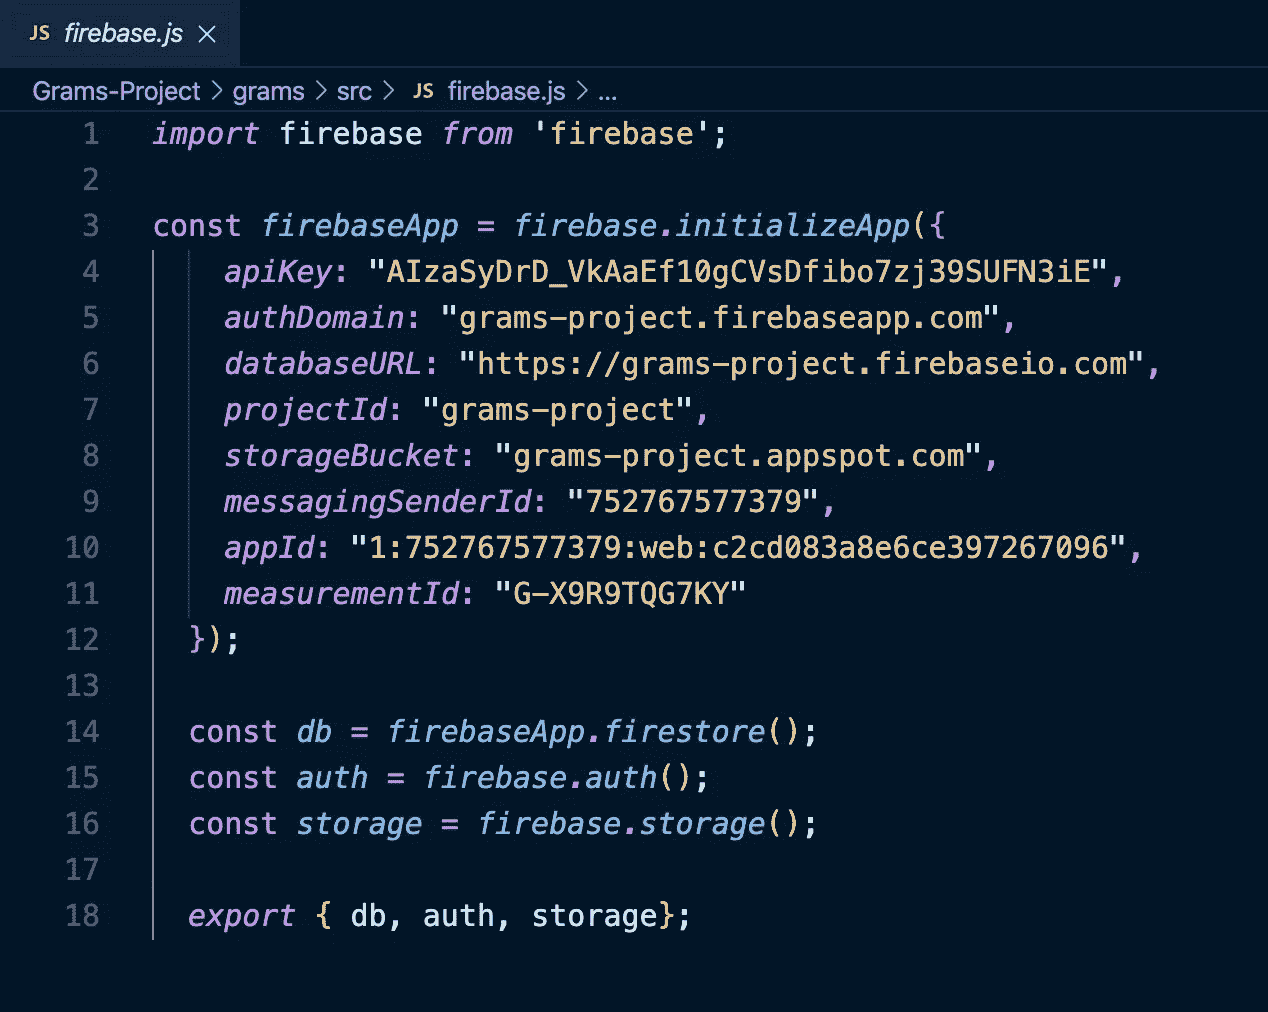 JS firebase.js ×
Grams-Project > grams > src > JS firebase.js > ...
1 import firebase from 'firebase';
2
3 const firebaseApp = firebase.initializeApp({
4 apiKey: "AIzaSyDrD_VkAaEf10gCVsDfibo7zj39SUFN3iE",
5 authDomain: "grams-project.firebaseapp.com",
6 databaseURL: "https://grams-project.firebaseio.com",
7 projectId: "grams-project",
8 storageBucket: "grams-project.appspot.com",
9 messagingSenderId: "752767577379",
10 appId: "1:752767577379:web:c2cd083a8e6ce397267096",
11 measurementId: "G-X9R9TQG7KY"
12 });
13
14 const db = firebaseApp.firestore();
15 const auth = firebase.auth();
16 const storage = firebase.storage();
17
18 export { db, auth, storage};